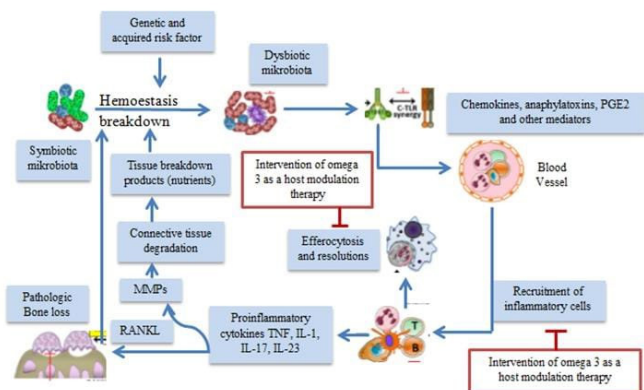 Genetic and
acquired risk factor
Dysbiotic
mikrobiota
Hemoestasis
breakdown
C-TLR
synergy
Chemokines, anaphylatoxins, PGE2
and other mediators
Symbiotic
mikrobiota
Tissue breakdown
products (nutrients)
Intervention of omega
3 as a host modulation
therapy
Blood
Vessel
Connective tissue
degradation
Efferocytosis
and resolutions
MMPs
Pathologic
Bone loss
RANKL
Proinflammatory
cytokines TNF, IL-1,
IL-17, IL-23
T
B
Recruitment of
inflammatory cells
Intervention of omega 3 as a
host modulation therapy